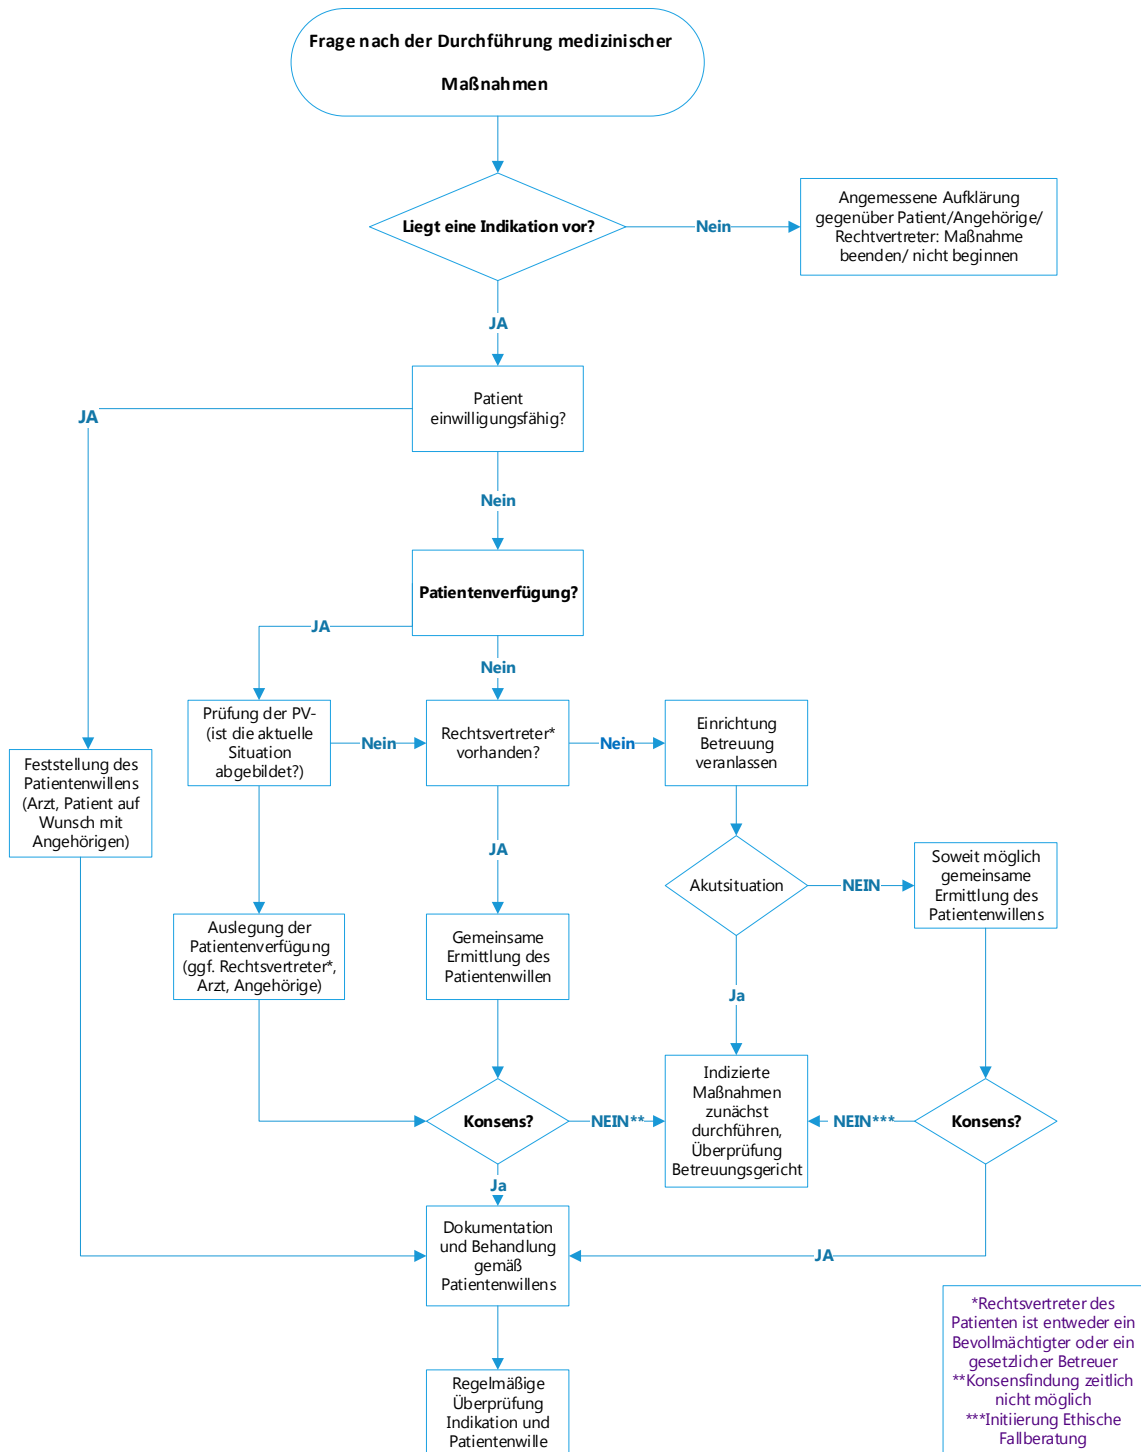 Frage nach der Durchführung medizinischer
Maßnahmen
Liegt eine Indikation vor?
Nein
Angemessene Aufklärung
gegenüber Patient/Angehörige/
Rechtvertreter: Maßnahme
beenden/ nicht beginnen
JA
Patient
einwilligungsfähig?
JA
Nein
Patientenverfügung?
JA
Nein
Prüfung der PV-
(ist die aktuelle
Situation
abgebildet?)
Nein
Rechtsvertreter*
vorhanden?
Nein
Einrichtung
Betreuung
veranlassen
Feststellung des
Patientenwillens
(Arzt, Patient auf
Wunsch mit
Angehörigen)
JA
Akutsituation
NEIN
Soweit möglich
gemeinsame
Ermittlung des
Patientenwillens
Auslegung der
Patientenverfügung
(ggf. Rechtsvertreter*,
Arzt, Angehörige)
Gemeinsame
Ermittlung des
Patientenwillen
Ja
Konsens?
NEIN**
Indizierte
Maßnahmen
zunächst
durchführen,
Überprüfung
Betreuungsgericht
NEIN***
Konsens?
Ja
Dokumentation
und Behandlung
gemäß
Patientenwillens
JA
Regelmäßige
Überprüfung
Indikation und
Patientenwille
*Rechtsvertreter des
Patienten ist entweder ein
Bevollmächtigter oder ein
gesetzlicher Betreuer
**Konsensfindung zeitlich
nicht möglich
***Initiierung Ethische
Fallberatung